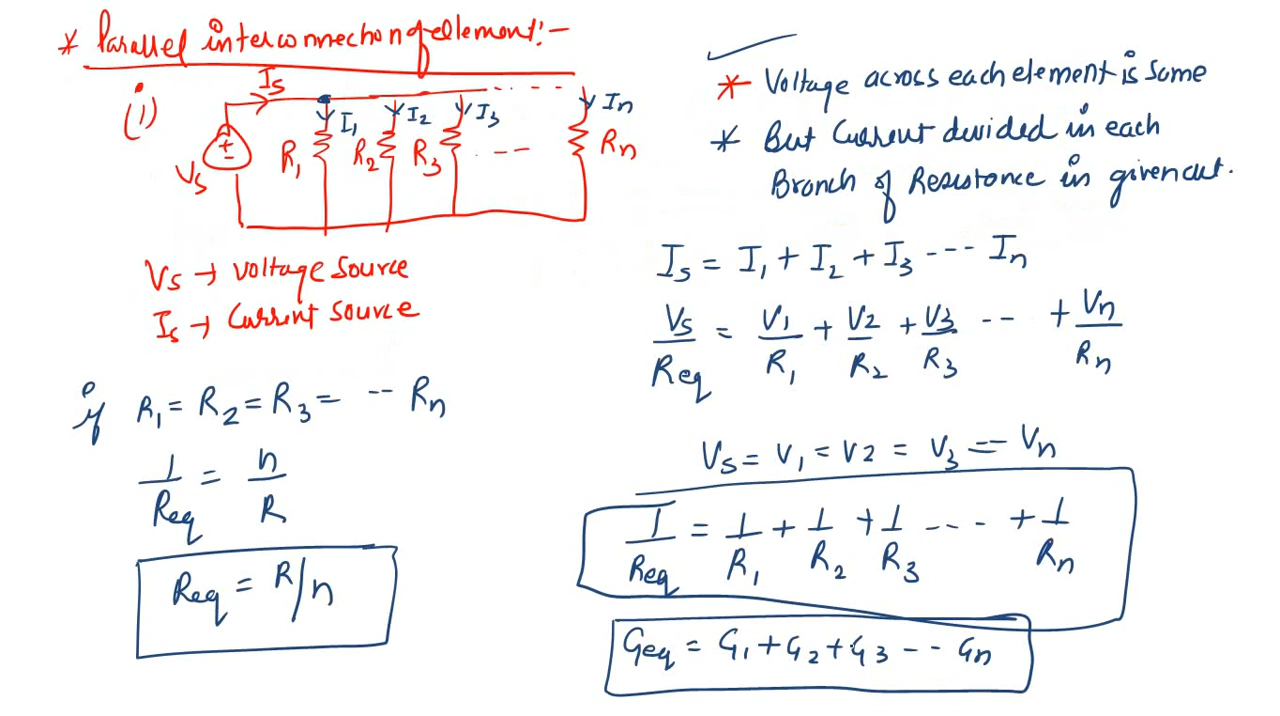 * Parallel interconnection of element:-
(i)
Is
I1 I2 I3 In
Vs + - R1 R2 R3 -- Rn
Vs → Voltage Source
Is → Current Source
if R1 = R2 = R3 = -- Rn
1/Req = n/R
Req = R/n
* Voltage across each element is same
* But Current divided in each
Branch of Resistance in given ckt.
Is = I1 + I2 + I3 --- In
Vs/Req = V1/R1 + V2/R2 + V3/R3 -- + Vn/Rn
Vs = V1 = V2 = V3 = = Vn
1/Req = 1/R1 + 1/R2 + 1/R3 ---- + 1/Rn
Geq = G1 + G2 + G3 -- Gn